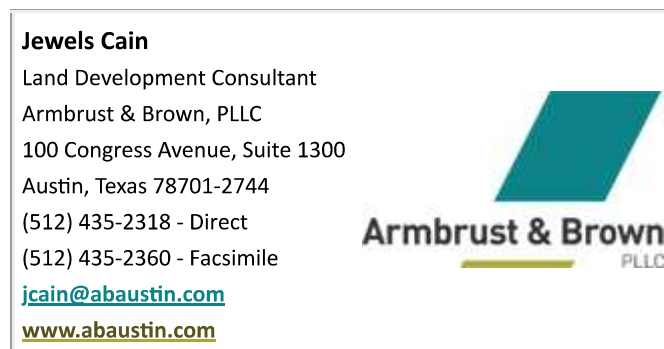 Jewels Cain
Land Development Consultant
Armbrust & Brown, PLLC
100 Congress Avenue, Suite 1300
Austin, Texas 78701-2744
(512) 435-2318 - Direct
(512) 435-2360 - Facsimile
jcain@abaustin.com
www.abaustin.com
Armbrust & Brown
PLLC